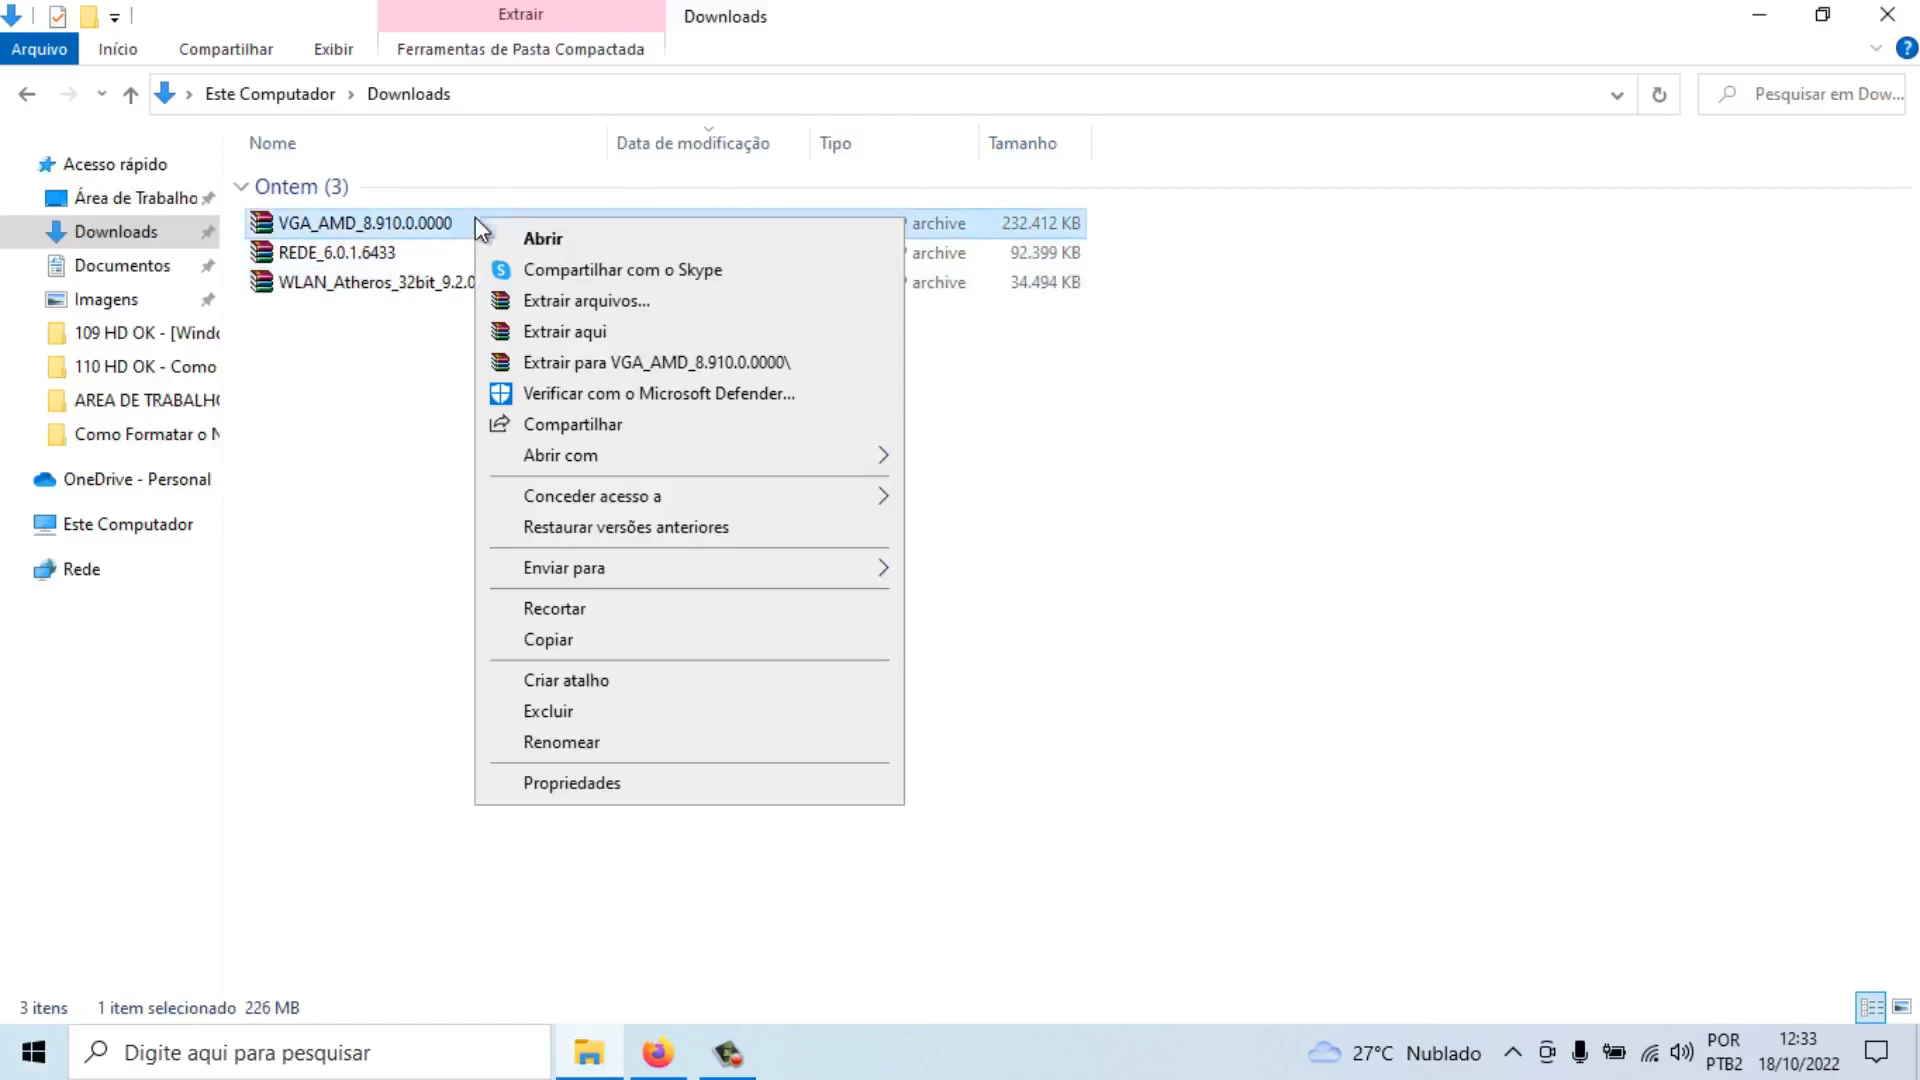 Extrair
Downloads
Arquivo
Início
Compartilhar
Exibir
Ferramentas de Pasta Compactada
?
Este Computador
Downloads
Pesquisar em Dow...
Nome
Data de modificação
Tipo
Tamanho
Acesso rápido
Área de Trabalho
Downloads
Documentos
Imagens
109 HD OK - [Windo
110 HD OK - Como
AREA DE TRABALHO
Como Formatar o N
OneDrive - Personal
Este Computador
Rede
Ontem (3)
VGA_AMD_8.910.0.0000
archive
232.412 KB
REDE_6.0.1.6433
archive
92.399 KB
WLAN_Atheros_32bit_9.2.0
archive
34.494 KB
Abrir
Compartilhar com o Skype
Extrair arquivos...
Extrair aqui
Extrair para VGA_AMD_8.910.0.0000\
Verificar com o Microsoft Defender...
Compartilhar
Abrir com
Conceder acesso a
Restaurar versões anteriores
Enviar para
Recortar
Copiar
Criar atalho
Excluir
Renomear
Propriedades
3 itens
1 item selecionado 226 MB
Digite aqui para pesquisar
27°C Nublado
POR
PTB2
12:33
18/10/2022